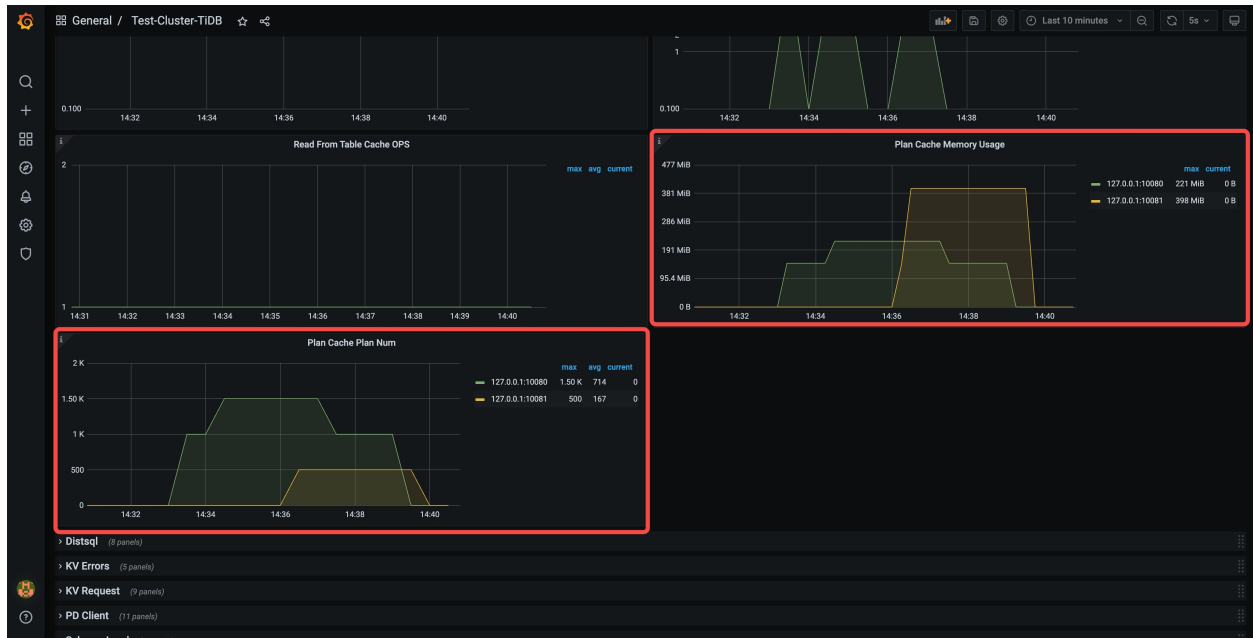 General / Test-Cluster-TiDB
Last 10 minutes
5s
0.100
14:32 14:34 14:36 14:38 14:40
1
0.100
14:32 14:34 14:36 14:38 14:40
Read From Table Cache OPS
max avg current
2
1
14:31 14:32 14:33 14:34 14:35 14:36 14:37 14:38 14:39 14:40
Plan Cache Memory Usage
max current
127.0.0.1:10080 221 MiB 0 B
127.0.0.1:10081 398 MiB 0 B
477 MiB
381 MiB
286 MiB
191 MiB
95.4 MiB
0 B
14:32 14:34 14:36 14:38 14:40
Plan Cache Plan Num
max avg current
127.0.0.1:10080 1.50 K 714 0
127.0.0.1:10081 500 167 0
2 K
1.50 K
1 K
500
0
14:32 14:34 14:36 14:38 14:40
Distsql (8 panels)
KV Errors (5 panels)
KV Request (9 panels)
PD Client (11 panels)